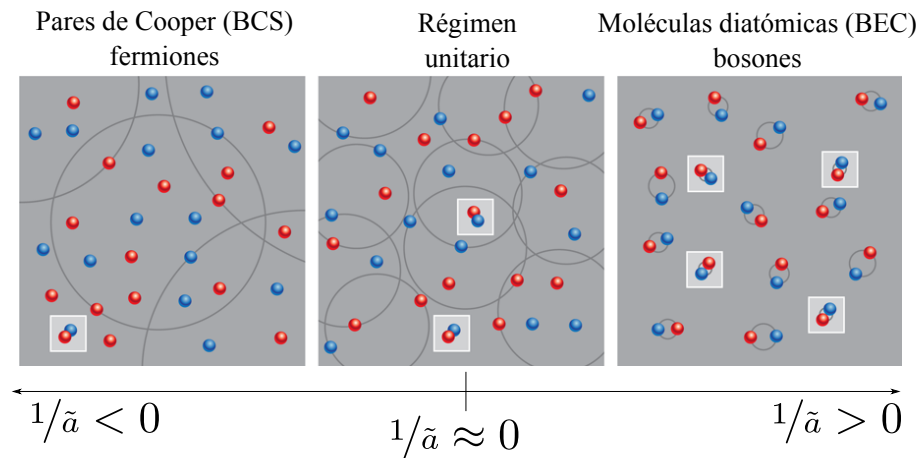 Pares de Cooper (BCS)
fermiones
Régimen
unitario
Moléculas diatómicas (BEC)
bosones
1/ã < 0
1/ã ≈ 0
1/ã > 0